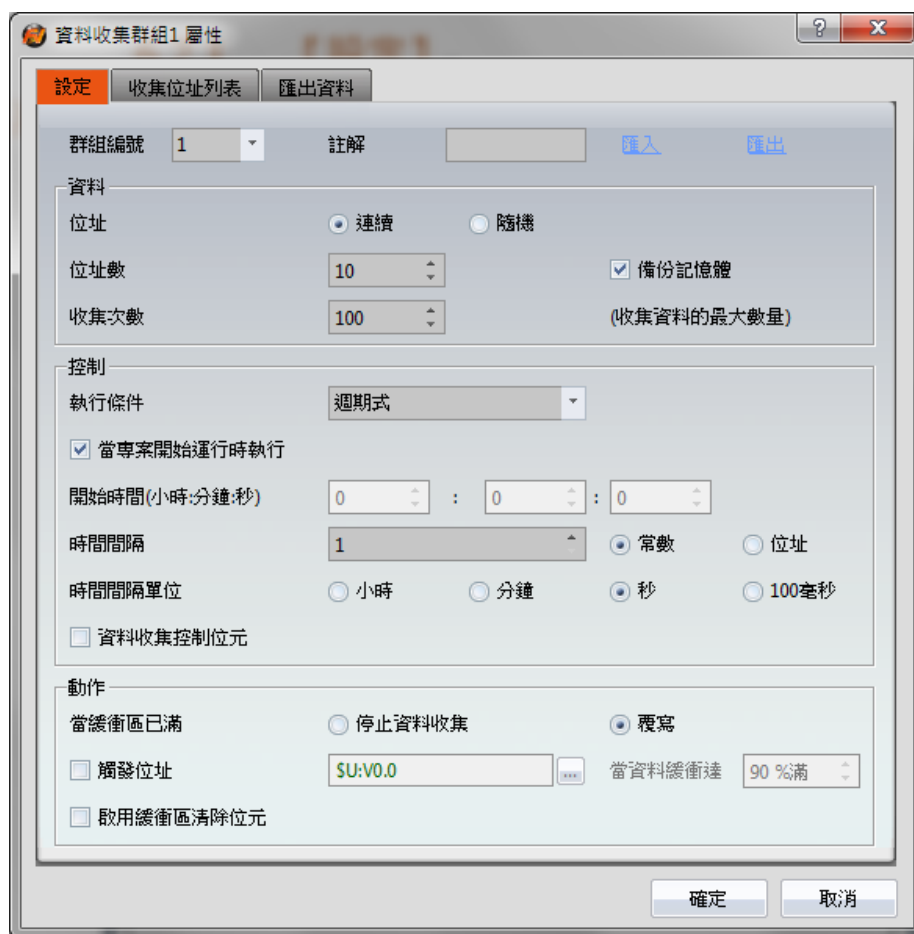 資料收集群組1 屬性
設定 收集位址列表 匯出資料
群組編號 1 註解 匯入 匯出
資料
位址 連續 隨機
位址數 10 備份記憶體
收集次數 100 (收集資料的最大數量)
控制
執行條件 週期式
當專案開始運行時執行
開始時間(小時:分鐘:秒) 0 : 0 : 0
時間間隔 1 常數 位址
時間間隔單位 小時 分鐘 秒 100毫秒
資料收集控制位元
動作
當緩衝區已滿 停止資料收集 覆寫
觸發位址 $U:V0.0 ... 當資料緩衝達 90 %滿
啟用緩衝區清除位元
確定 取消